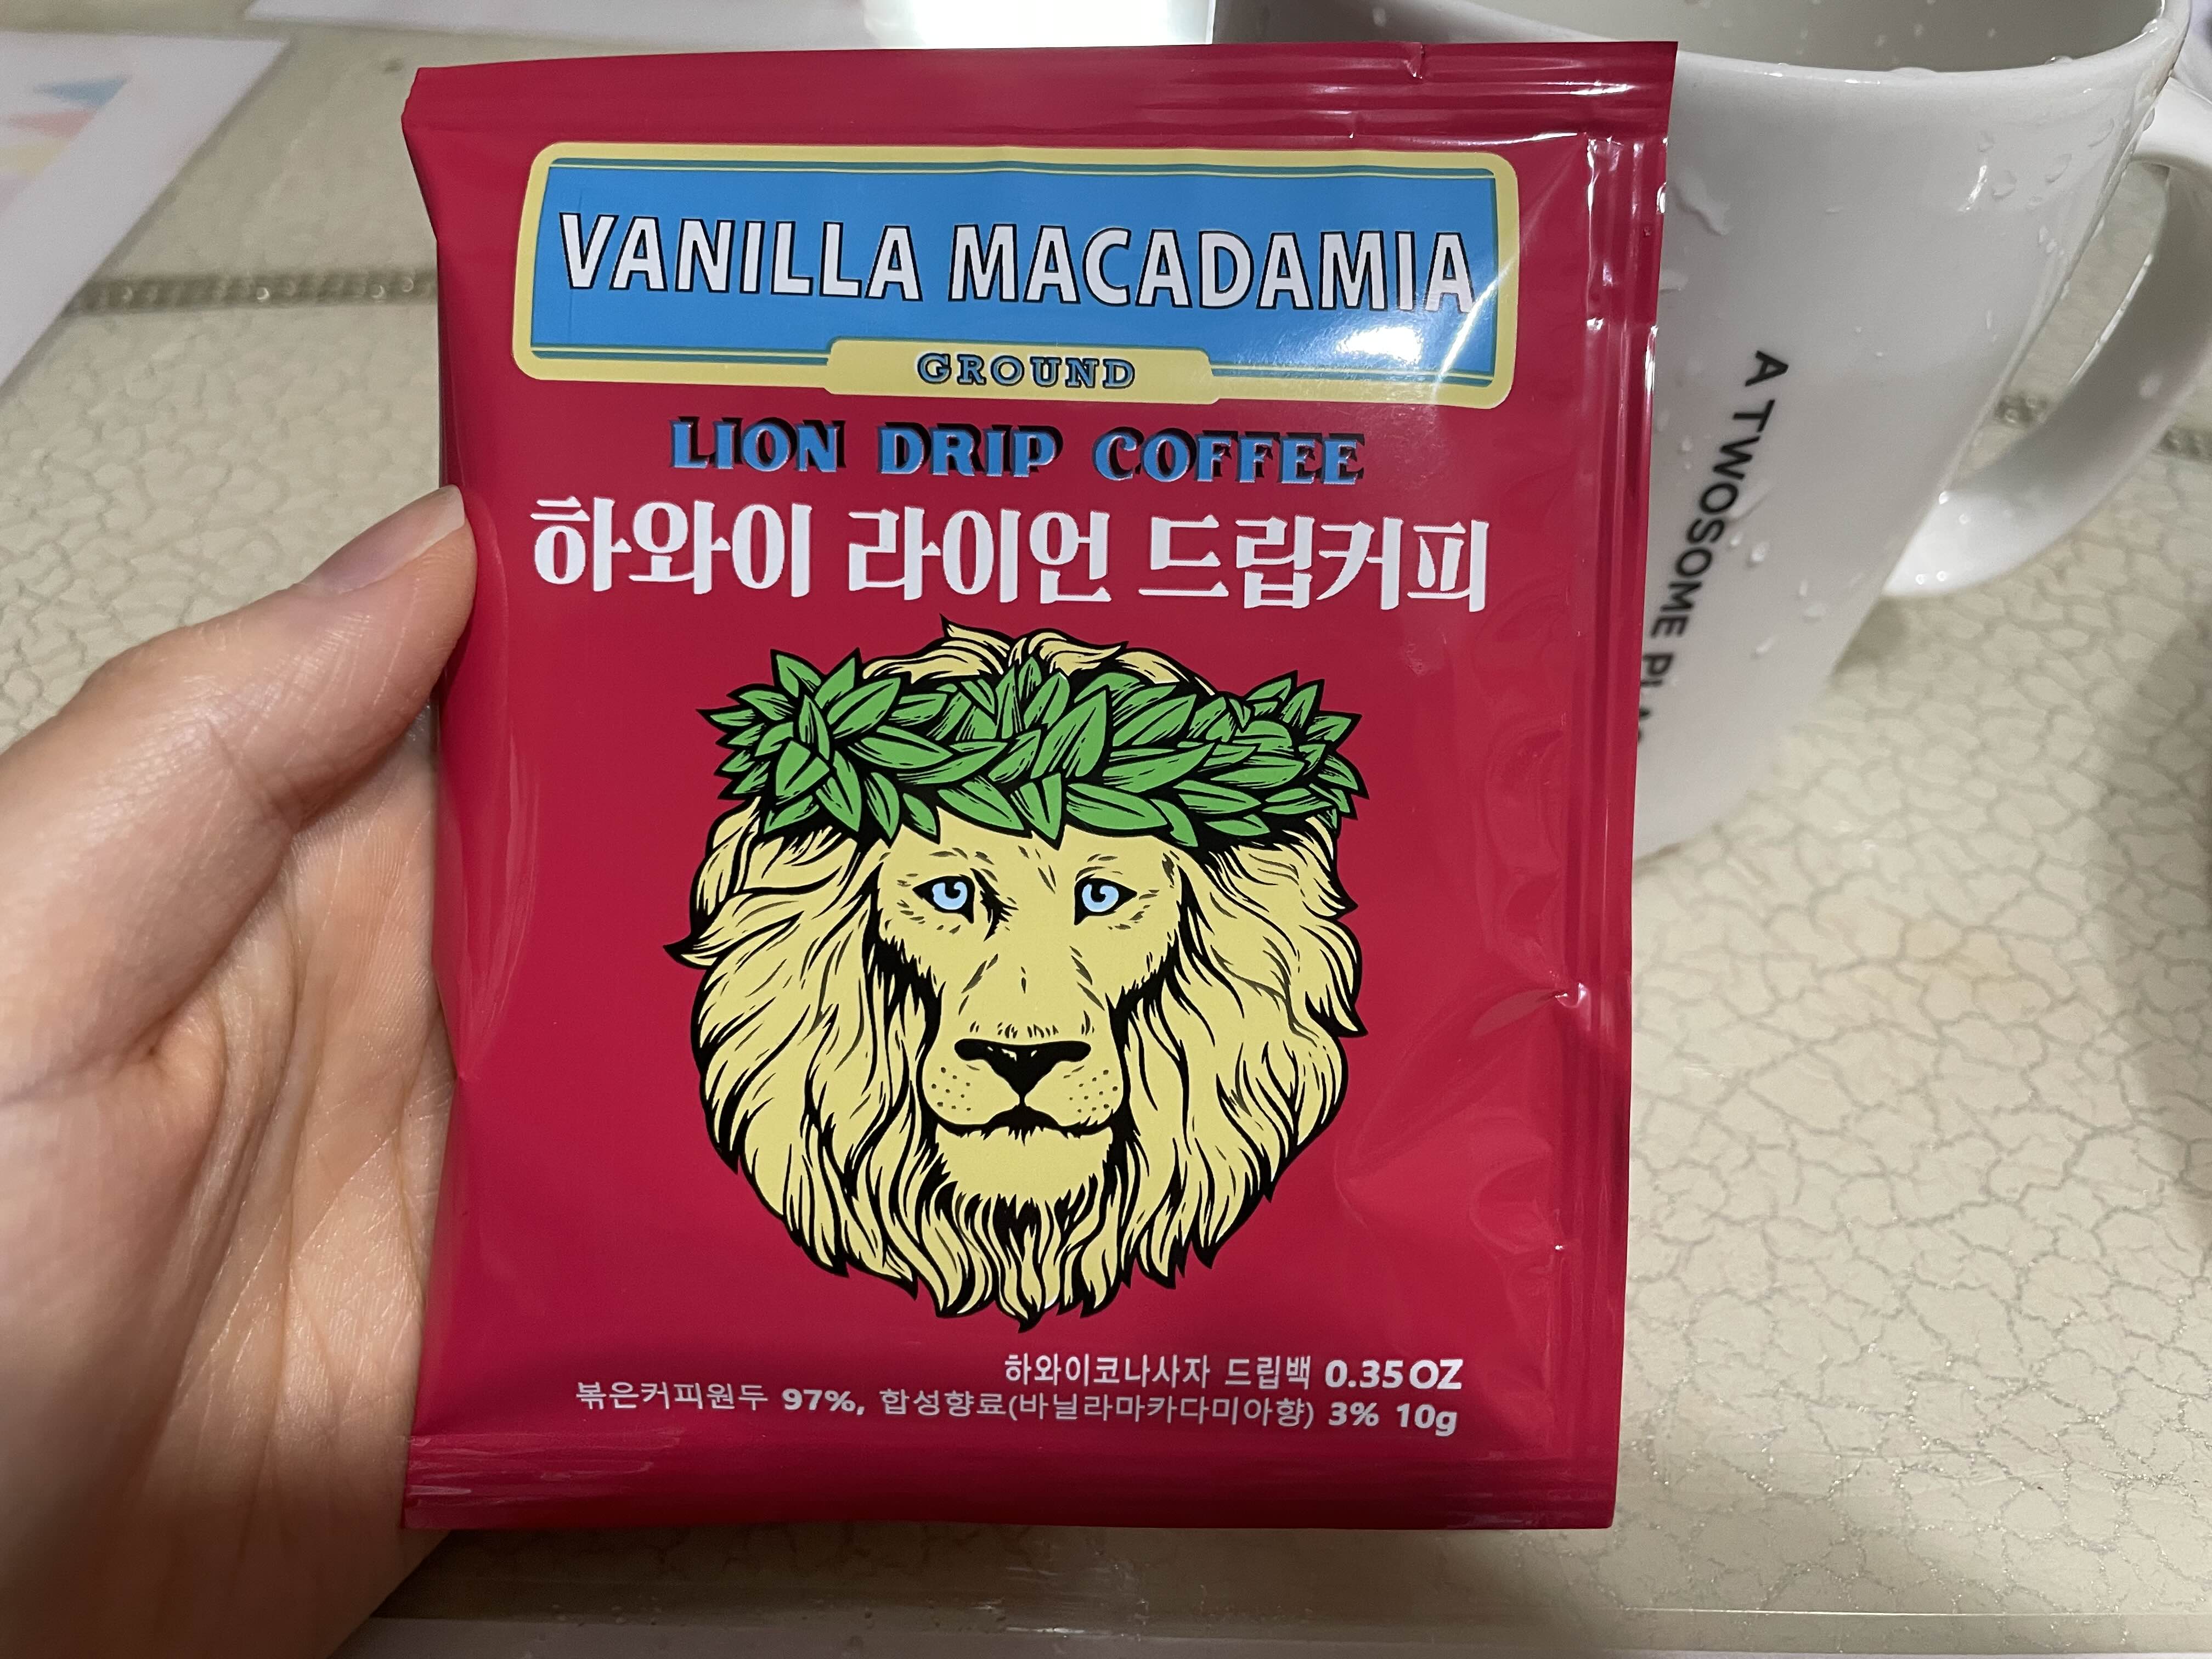 VANILLA MACADAMIA
GROUND
LION DRIP COFFEE
하와이 라이언 드립커피
하와이코나사자 드립백 0.35 OZ
볶은커피원두 97%, 합성향료(바닐라마카다미아향) 3% 10g
A TWOSOME